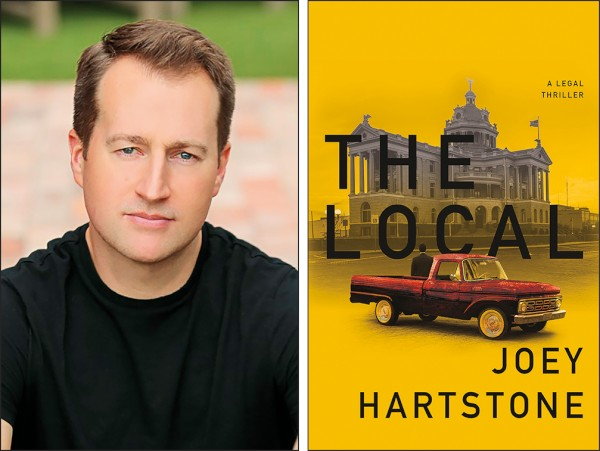 A LEGAL
THRILLER
THE
LOCAL
JOEY
HARTSTONE